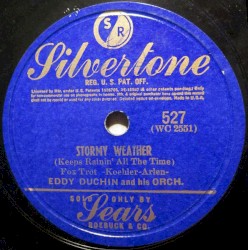 S R
Silvertone
REG. U. S. PAT. OFF.
527
(WC 2551)
STORMY WEATHER
(Keeps Rainin' All The Time)
Fox Trot -Koehler-Arlen-
EDDY DUCHIN and his ORCH.
SOLD ONLY BY
Sears
ROEBUCK & CO.